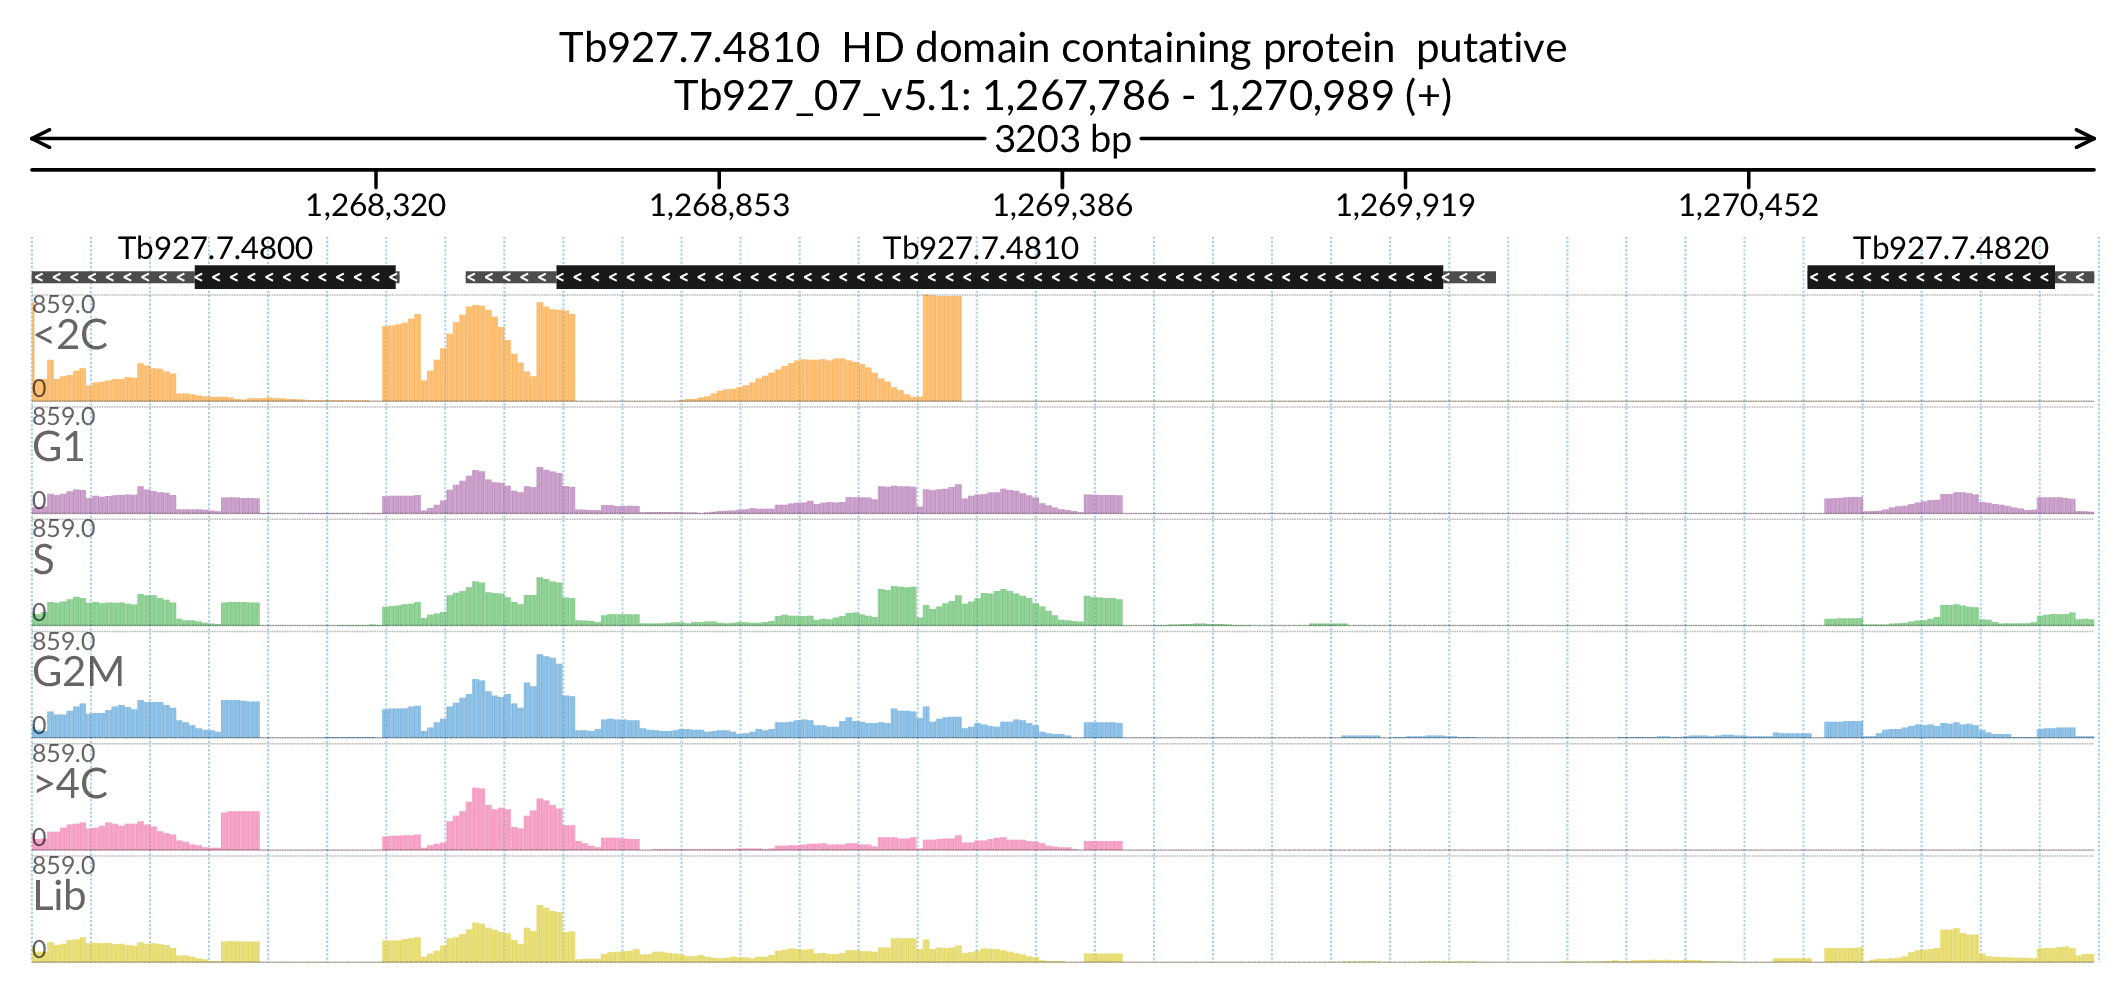 Tb927.7.4810 HD domain containing protein putative
Tb927_07_v5.1: 1,267,786 - 1,270,989 (+)
3203 bp
1,268,320 1,268,853 1,269,386 1,269,919 1,270,452
Tb927.7.4800 Tb927.7.4810 Tb927.7.4820
859.0
<2C
0
859.0
G1
0
859.0
S
0
859.0
G2M
0
859.0
>4C
0
859.0
Lib
0